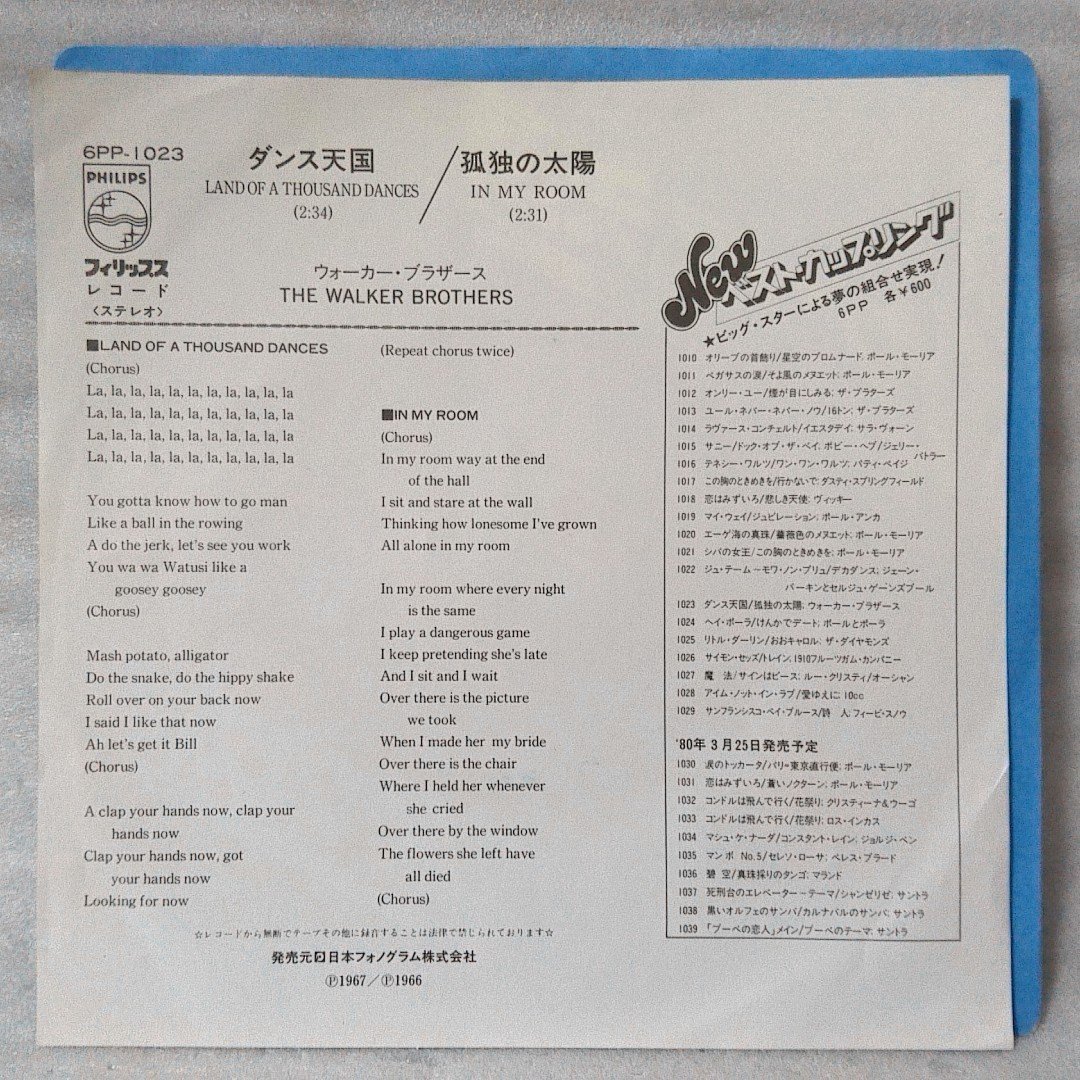 6PP-1023
PHILIPS
フィリップス
レコード
〈ステレオ〉
ダンス天国
LAND OF A THOUSAND DANCES
(2:34)
孤独の太陽
IN MY ROOM
(2:31)
ウォーカー・ブラザース
THE WALKER BROTHERS
■LAND OF A THOUSAND DANCES
(Chorus)
La, la, la, la, la, la, la, la, la, la, la
La, la, la, la, la, la, la, la, la, la, la
La, la, la, la, la, la, la, la, la, la, la
La, la, la, la, la, la, la, la, la, la, la
You gotta know how to go man
Like a ball in the rowing
A do the jerk, let's see you work
You wa wa Watusi like a
goosey goosey
(Chorus)
Mash potato, alligator
Do the snake, do the hippy shake
Roll over on your back now
I said I like that now
Ah let's get it Bill
(Chorus)
A clap your hands now, clap your
hands now
Clap your hands now, got
your hands now
Looking for now
(Repeat chorus twice)
■IN MY ROOM
(Chorus)
In my room way at the end
of the hall
I sit and stare at the wall
Thinking how lonesome I've grown
All alone in my room
In my room where every night
is the same
I play a dangerous game
I keep pretending she's late
And I sit and I wait
Over there is the picture
we took
When I made her my bride
Over there is the chair
Where I held her whenever
she cried
Over there by the window
The flowers she left have
all died
(Chorus)
☆レコードから無断でテープその他に録音することは法律で禁じられております☆
発売元日本フォノグラム株式会社
Ⓟ1967／Ⓟ1966
New ベスト・カップリング
★ビッグ・スターによる夢の組合せ実現!
6PP 各¥600
1010 オリーブの首飾り/星空のプロムナード：ポール・モーリア
1011 ペガサスの涙/そよ風のメヌエット：ポール・モーリア
1012 オンリー・ユー/煙が目にしみる：ザ・プラターズ
1013 ユール・ネバー・ネバー・ノウ/16トン：ザ・プラターズ
1014 ラヴァース・コンチェルト/イエスタデイ：サラ・ヴォーン
1015 サニー/ドック・オブ・ザ・ベイ：ボビー・ヘブ/ジェリー・
バトラー
1016 テネシー・ワルツ/ワン・ワン・ワルツ：パティ・ペイジ
1017 この胸のときめきを/行かないで：ダスティ・スプリングフィールド
1018 恋はみずいろ/悲しき天使：ヴィッキー
1019 マイ・ウェイ/ジュビレーション：ポール・アンカ
1020 エーゲ海の真珠/薔薇色のメヌエット：ポール・モーリア
1021 シバの女王/この胸のときめきを：ポール・モーリア
1022 ジュ・テーム～モワ・ノン・プリュ/デカダンス：ジェーン・
バーキンとセルジュ・ゲーンズブール
1023 ダンス天国/孤独の太陽：ウォーカー・ブラザース
1024 ヘイ・ポーラ/けんかでデート：ポールとポーラ
1025 リトル・ダーリン/おおキャロル：ザ・ダイヤモンズ
1026 サイモン・セッズ/トレイン：1910フルーツガム・カンパニー
1027 魔 法/サインはピース：ルー・クリスティ/オーシャン
1028 アイム・ノット・イン・ラブ/愛ゆえに：10cc
1029 サンフランシスコ・ベイ・ブルース/詩 人：フィービ・スノウ
'80年3月25日発売予定
1030 涙のトッカータ/パリ=東京直行便：ポール・モーリア
1031 恋はみずいろ/蒼いノクターン：ポール・モーリア
1032 コンドルは飛んで行く/花祭り：クリスティーナ&ウーゴ
1033 コンドルは飛んで行く/花祭り：ロス・インカス
1034 マシュ・ケ・ナーダ/コンスタント・レイン：ジョルジ・ベン
1035 マンボ No.5/セレソ・ローサ：ペレス・プラード
1036 碧 空/真珠採りのタンゴ：マランド
1037 死刑台のエレベーター～テーマ/シャンゼリゼ：サントラ
1038 黒いオルフェのサンバ/カルナバルのサンバ：サントラ
1039 「ブーベの恋人」メイン/ブーベのテーマ：サントラ